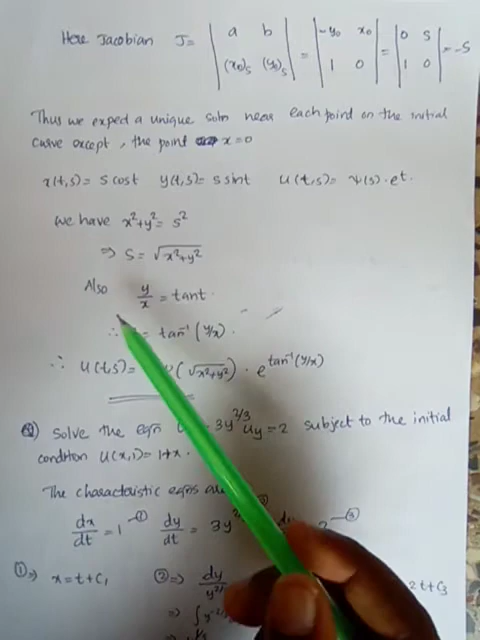 Here Jacobian J = | a b (x₀)ₛ (y₀)ₛ | = | -y₀ x₀ 1 0 | = | 0 s 1 0 | = -s
Thus we expect a unique soln near each point on the initial
curve except, the point x=0
x(t,s) = s cost y(t,s) = s sint u(t,s) = ψ(s)·eᵗ
We have x²+y² = s²
⇒ s = √x²+y²
Also y/x = tant
∴ = tan⁻¹(y/x).
∴ u(t,s) = (√x²+y²) · e^tan⁻¹(y/x)
Q) Solve the eqn 3y^2/3 uy = 2 subject to the initial
condition u(x,1) = 1+x.
The characteristic eqns are
dx/dt = 1 —① dy/dt = 3y 2 —③
①⇒ x = t+c₁ ②⇒ dy/y 2t+c₃
⇒ ∫ y